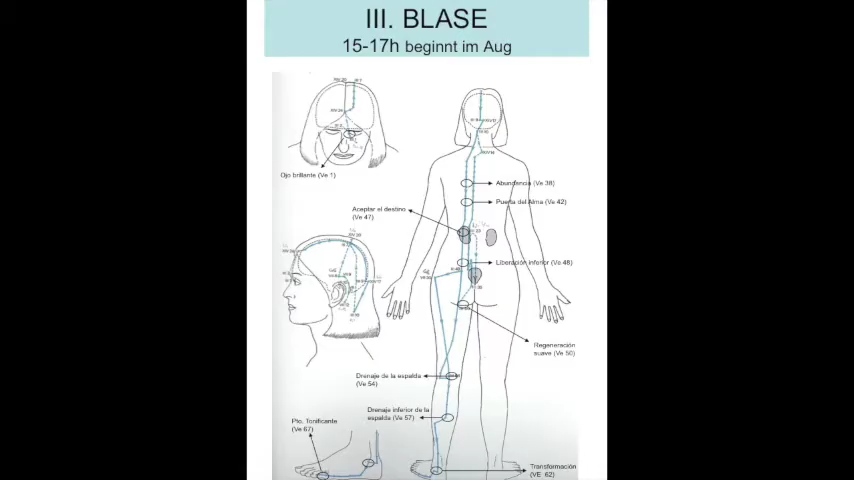 III. BLASE
15-17h beginnt im Aug
Ojo brillante (Ve 1)
Abundancia (Ve 38)
Puerta del Alma (Ve 42)
Aceptar el destino
(Ve 47)
Liberación inferior (Ve 48)
Regeneración
suave (Ve 50)
Drenaje de la espalda
(Ve 54)
Drenaje inferior de la
espalda (Ve 57)
Pto. Tonificante
(Ve 67)
Transformación
(VE 62)